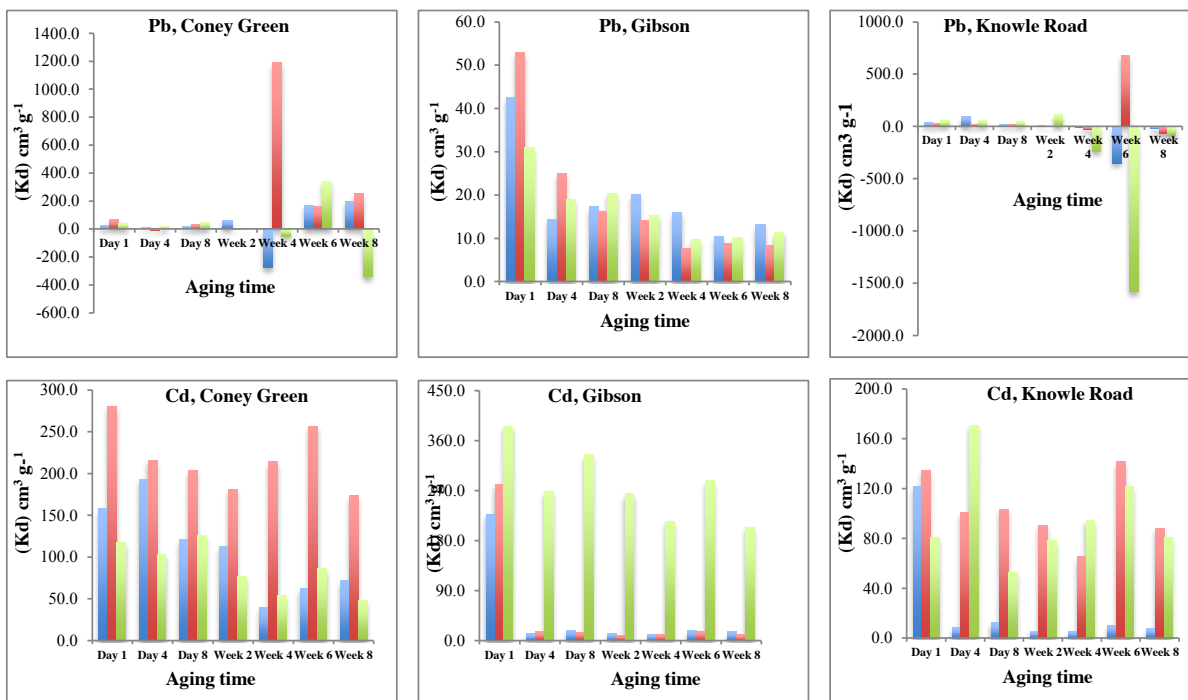 Pb, Coney Green
1400.0
1200.0
1000.0
800.0
600.0
400.0
200.0
0.0
-200.0
-400.0
-600.0
(Kd) cm³ g⁻¹
Day 1 Day 4 Day 8 Week 2 Week 4 Week 6 Week 8
Aging time
Pb, Gibson
60.0
50.0
40.0
30.0
20.0
10.0
0.0
(Kd) cm³ g⁻¹
Day 1 Day 4 Day 8 Week 2 Week 4 Week 6 Week 8
Aging time
Pb, Knowle Road
1000.0
500.0
0.0
-500.0
-1000.0
-1500.0
-2000.0
(Kd) cm3 g-1
Day 1 Day 4 Day 8 Week Week Week Week
2 4 6 8
Aging time
Cd, Coney Green
300.0
250.0
200.0
150.0
100.0
50.0
0.0
(Kd) cm³ g-¹
Day 1 Day 4 Day 8 Week 2 Week 4 Week 6 Week 8
Aging time
Cd, Gibson
450.0
360.0
270.0
180.0
90.0
0.0
(Kd) cm³ g⁻¹
Day 1 Day 4 Day 8 Week 2 Week 4 Week 6 Week 8
Aging time
Cd, Knowle Road
200.0
160.0
120.0
80.0
40.0
0.0
(Kd) cm³ g⁻¹
Day 1 Day 4 Day 8 Week 2 Week 4 Week 6 Week 8
Aging time